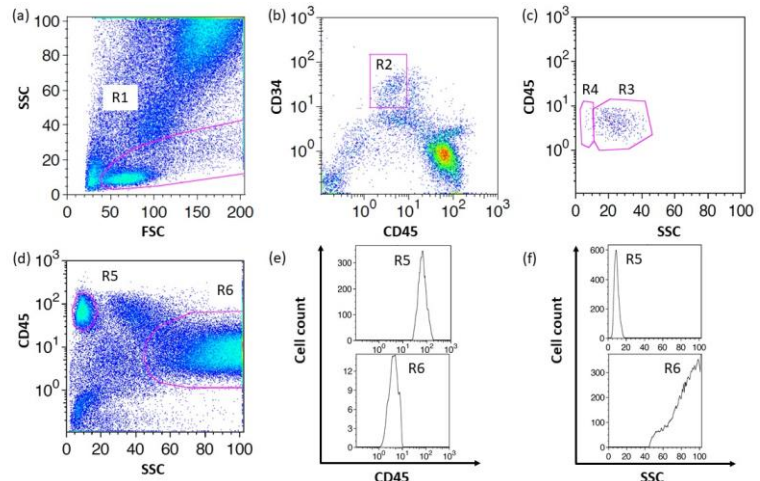 (a)
100
80
60
40
20
0
SSC
R1
0 50 100 150 200
FSC
(b)
10³
10²
10¹
10⁰
CD34
R2
10⁰ 10¹ 10² 10³
CD45
(c)
10³
10²
10¹
10⁰
CD45
R4 R3
0 20 40 60 80 100
SSC
(d)
10³
10²
10¹
10⁰
CD45
R5
R6
0 20 40 60 80 100
SSC
(e)
Cell count
300
200
100
0
R5
10⁰ 10¹ 10² 10³
12
9
6
3
0
R6
10⁰ 10¹ 10² 10³
CD45
(f)
Cell count
600
400
200
0
R5
0 20 40 60 80 100
300
200
100
0
R6
0 20 40 60 80 100
SSC